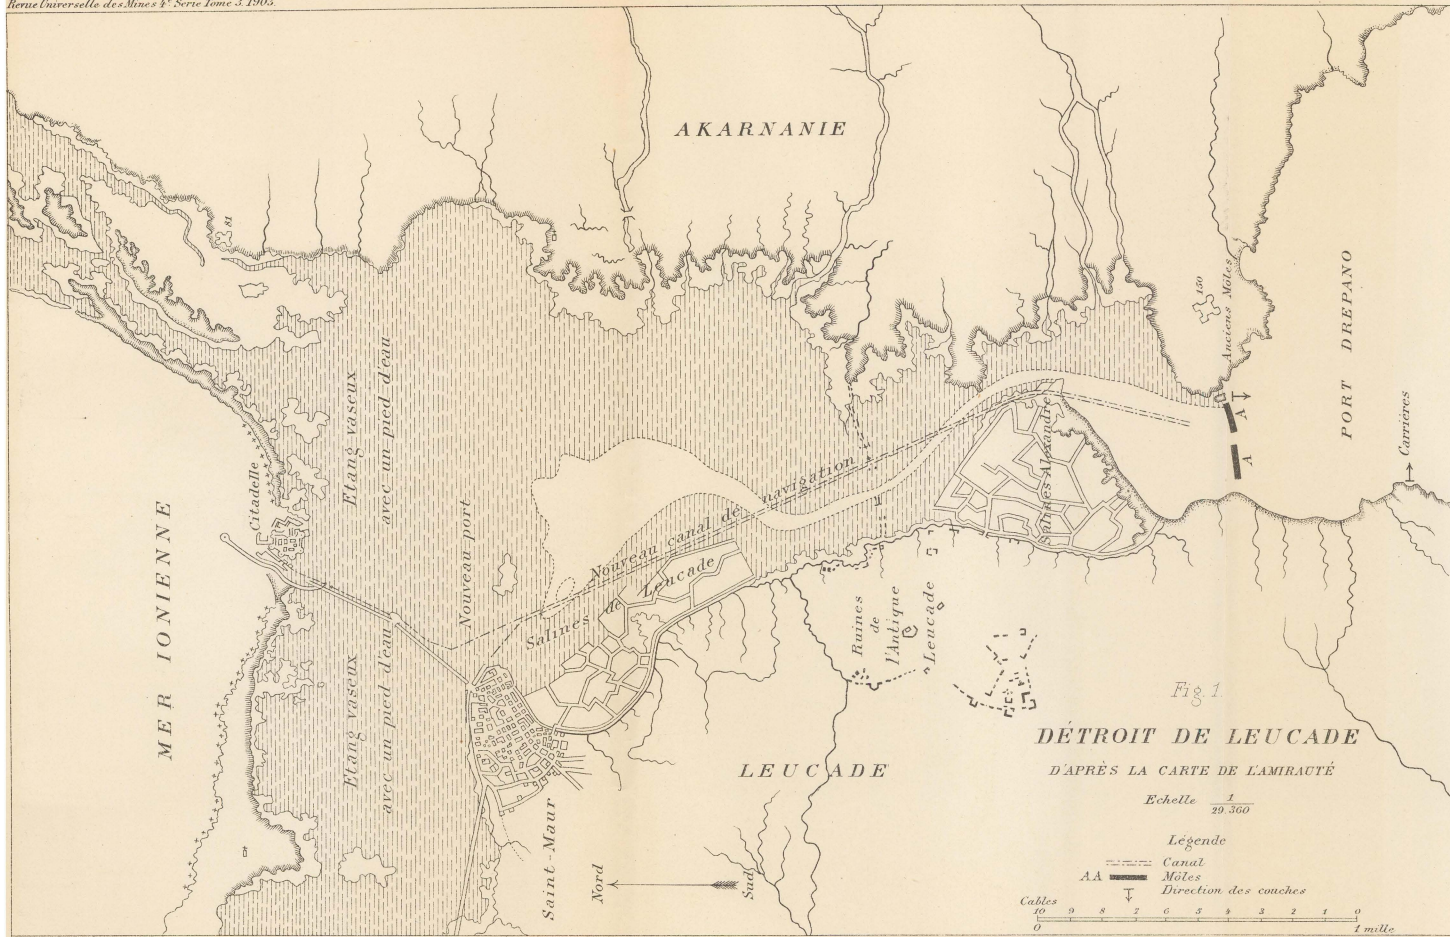 Revue Universelle des Mines 4e Série Tome 3. 1903.
AKARNANIE
81
150
Anciens Môles
A
A
PORT DREPANO
Carrières
Etang vaseux
avec un pied d'eau
Citadelle
MER IONIENNE
Nouveau port
Nouveau canal de navigation
Salines Alexandre
Salines de Leucade
Etang vaseux
avec un pied d'eau
Ruines
de
l'Antique
Leucade
LEUCADE
Saint-Maur
Nord
Sud
Fig. 1.
DÉTROIT DE LEUCADE
D'APRÈS LA CARTE DE L'AMIRAUTÉ
Echelle 1/29.360
Légende
Canal
AA Môles
Direction des couches
Cables
10 9 8 7 6 5 4 3 2 1 0
0 1 mille